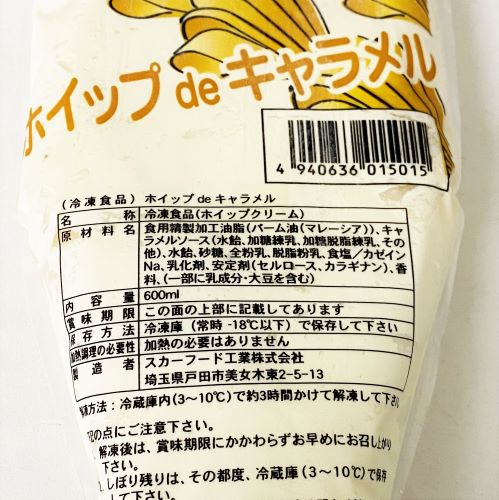 ホイップ de キャラメル
4 940636 015015
(冷凍食品) ホイップ de キャラメル
名称 冷凍食品(ホイップクリーム)
原材料名 食用精製加工油脂(パーム油(マレーシア))、キャ
ラメルソース(水飴、加糖練乳、加糖脱脂練乳、その
他)、水飴、砂糖、全粉乳、脱脂粉乳、食塩/カゼイン
Na、乳化剤、安定剤(セルロース、カラギナン)、香
料、(一部に乳成分・大豆を含む)
内容量 600ml
賞味期限 この面の上部に記載してあります
保存方法 冷凍庫(常時-18℃以下)で保存して下さい
加熱調理の必要性 加熱の必要はありません
製造者 スカーフード工業株式会社
埼玉県戸田市美女木東2-5-13
解凍方法:冷蔵庫内(3~10℃)で約3時間かけて解凍して下さい。
下記の点にご注意下さい。
解凍後は、賞味期限にかかわらずお早めにお召し上がり
下さい。
しぼり残りは、その都度、冷蔵庫(3~10℃)で保存
して下さい。